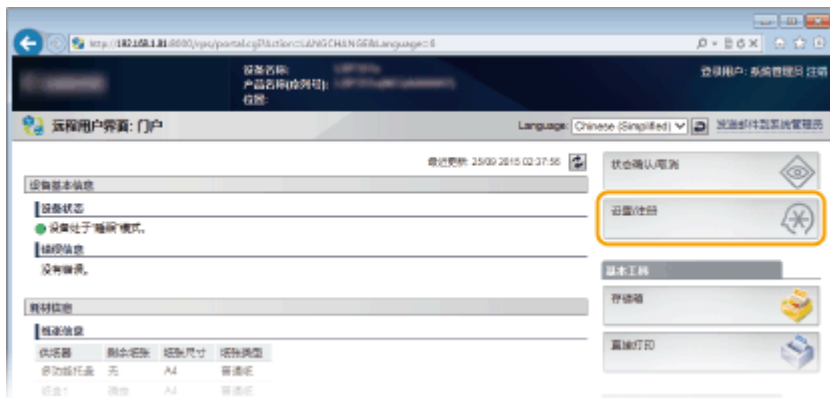 http://192.168.1.81:8000/rps/portal.cgi?Action=LANGCHANGE&Language=6
设备名称:
产品名称(序列号):
位置:
登录用户: 系统管理员 注销
远程用户界面: 门户
Language: Chinese (Simplified) 发送邮件到系统管理员
最近更新: 25/09 2015 02:37:56
状态确认/取消
设备基本信息
设备状态
设置/注册
设备处于"睡眠"模式。
错误信息
没有错误。
基本工具
存储箱
耗材信息
纸张信息
供纸器 剩余纸张 纸张尺寸 纸张类型
直接打印
多功能托盘 无 A4 普通纸
纸盒1 A4 普通纸